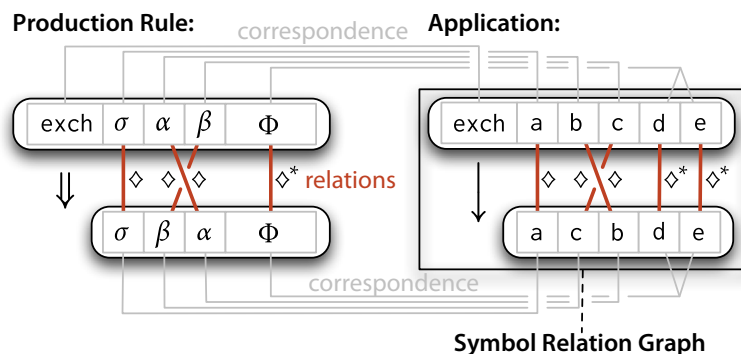 Production Rule: Application:
correspondence
exch σ α β Φ exch a b c d e
⇓ ◇ ◇ ◇ ◇* relations ↓ ◇ ◇ ◇ ◇* ◇*
σ β α Φ a c b d e
correspondence
Symbol Relation Graph